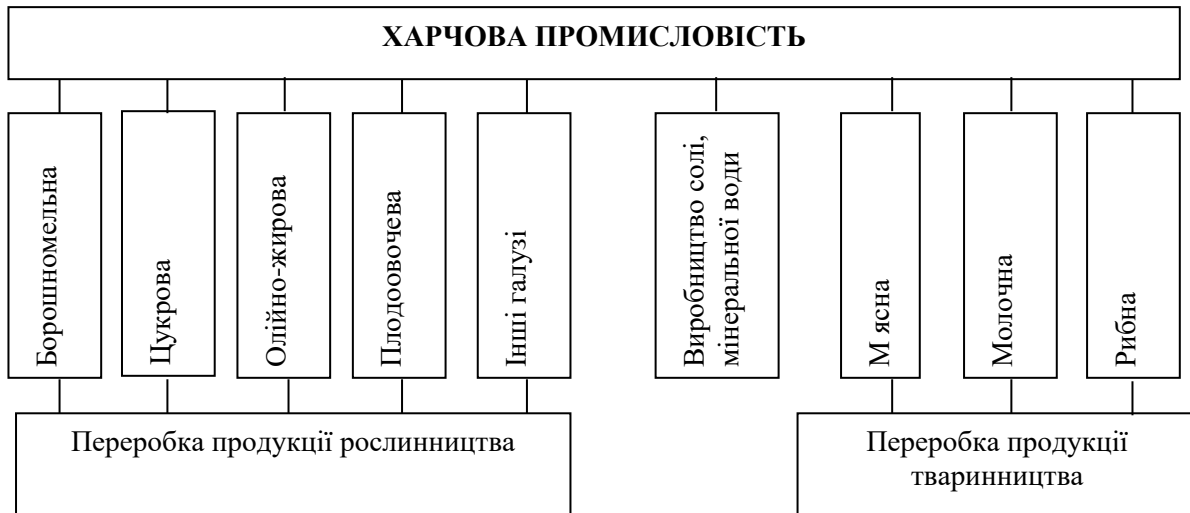 ХАРЧОВА ПРОМИСЛОВІСТЬ
Борошномельна
Цукрова
Олійно-жирова
Плодоовочева
Інші галузі
Виробництво солі,
мінеральної води
М ясна
Молочна
Рибна
Переробка продукції рослинництва
Переробка продукції
тваринництва